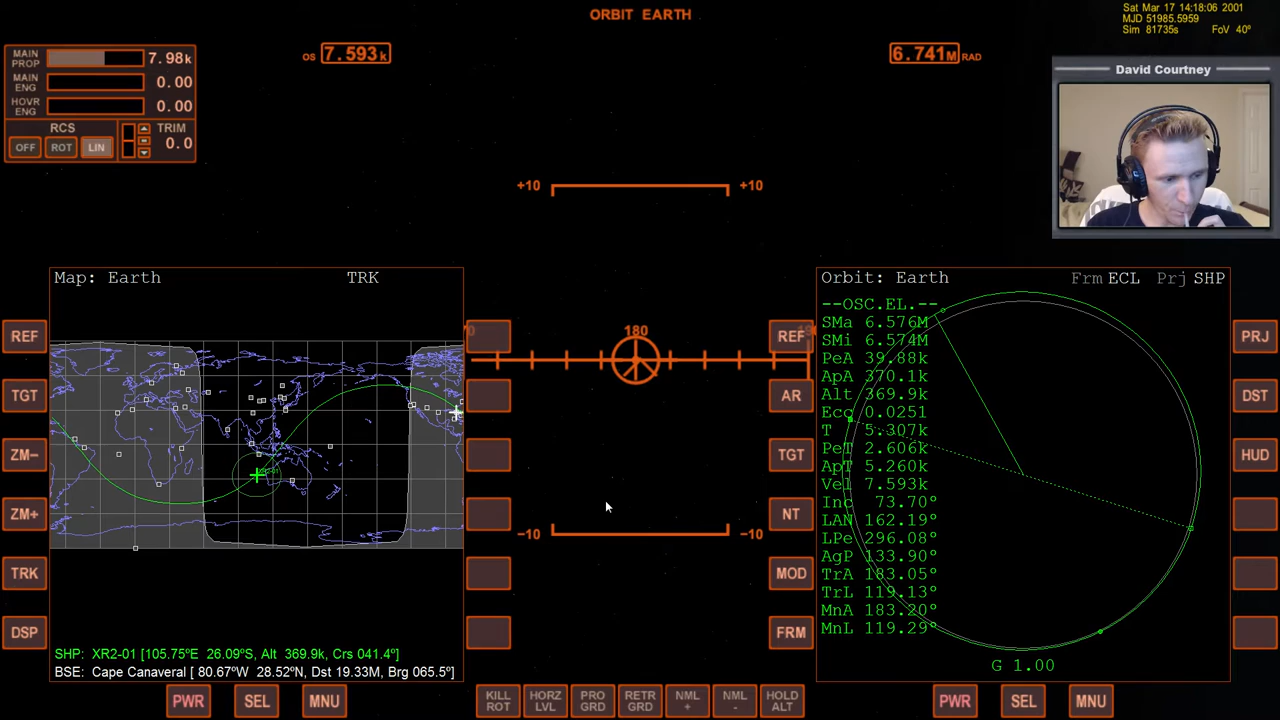 ORBIT EARTH
Sat Mar 17 14:18:06 2001
MJD 51985.5959
Sim 81735s FoV 40°
MAIN PROP 7.98k
MAIN ENG 0.00
HOVR ENG 0.00
RCS TRIM
OFF ROT LIN 0.0
OS 7.593k
6.741M RAD
David Courtney
+10 +10
180
-10 -10
Map: Earth TRK
REF
TGT
ZM-
ZM+
TRK
DSP
SHP: XR2-01 [105.75°E 26.09°S, Alt 369.9k, Crs 041.4°]
BSE: Cape Canaveral [ 80.67°W 28.52°N, Dst 19.33M, Brg 065.5°]
PWR SEL MNU
XR2-01
KILL ROT
HORZ LVL
PRO GRD
RETR GRD
NML +
NML -
HOLD ALT
REF
AR
TGT
NT
MOD
FRM
Orbit: Earth Frm ECL Prj SHP
--OSC.EL.--
SMa 6.576M
SMi 6.574M
PeA 39.88k
ApA 370.1k
Alt 369.9k
Ecc 0.0251
T 5.307k
PeT 2.606k
ApT 5.260k
Vel 7.593k
Inc 73.70°
LAN 162.19°
LPe 296.08°
AgP 133.90°
TrA 183.05°
TrL 119.13°
MnA 183.20°
MnL 119.29°
G 1.00
PRJ
DST
HUD
PWR SEL MNU